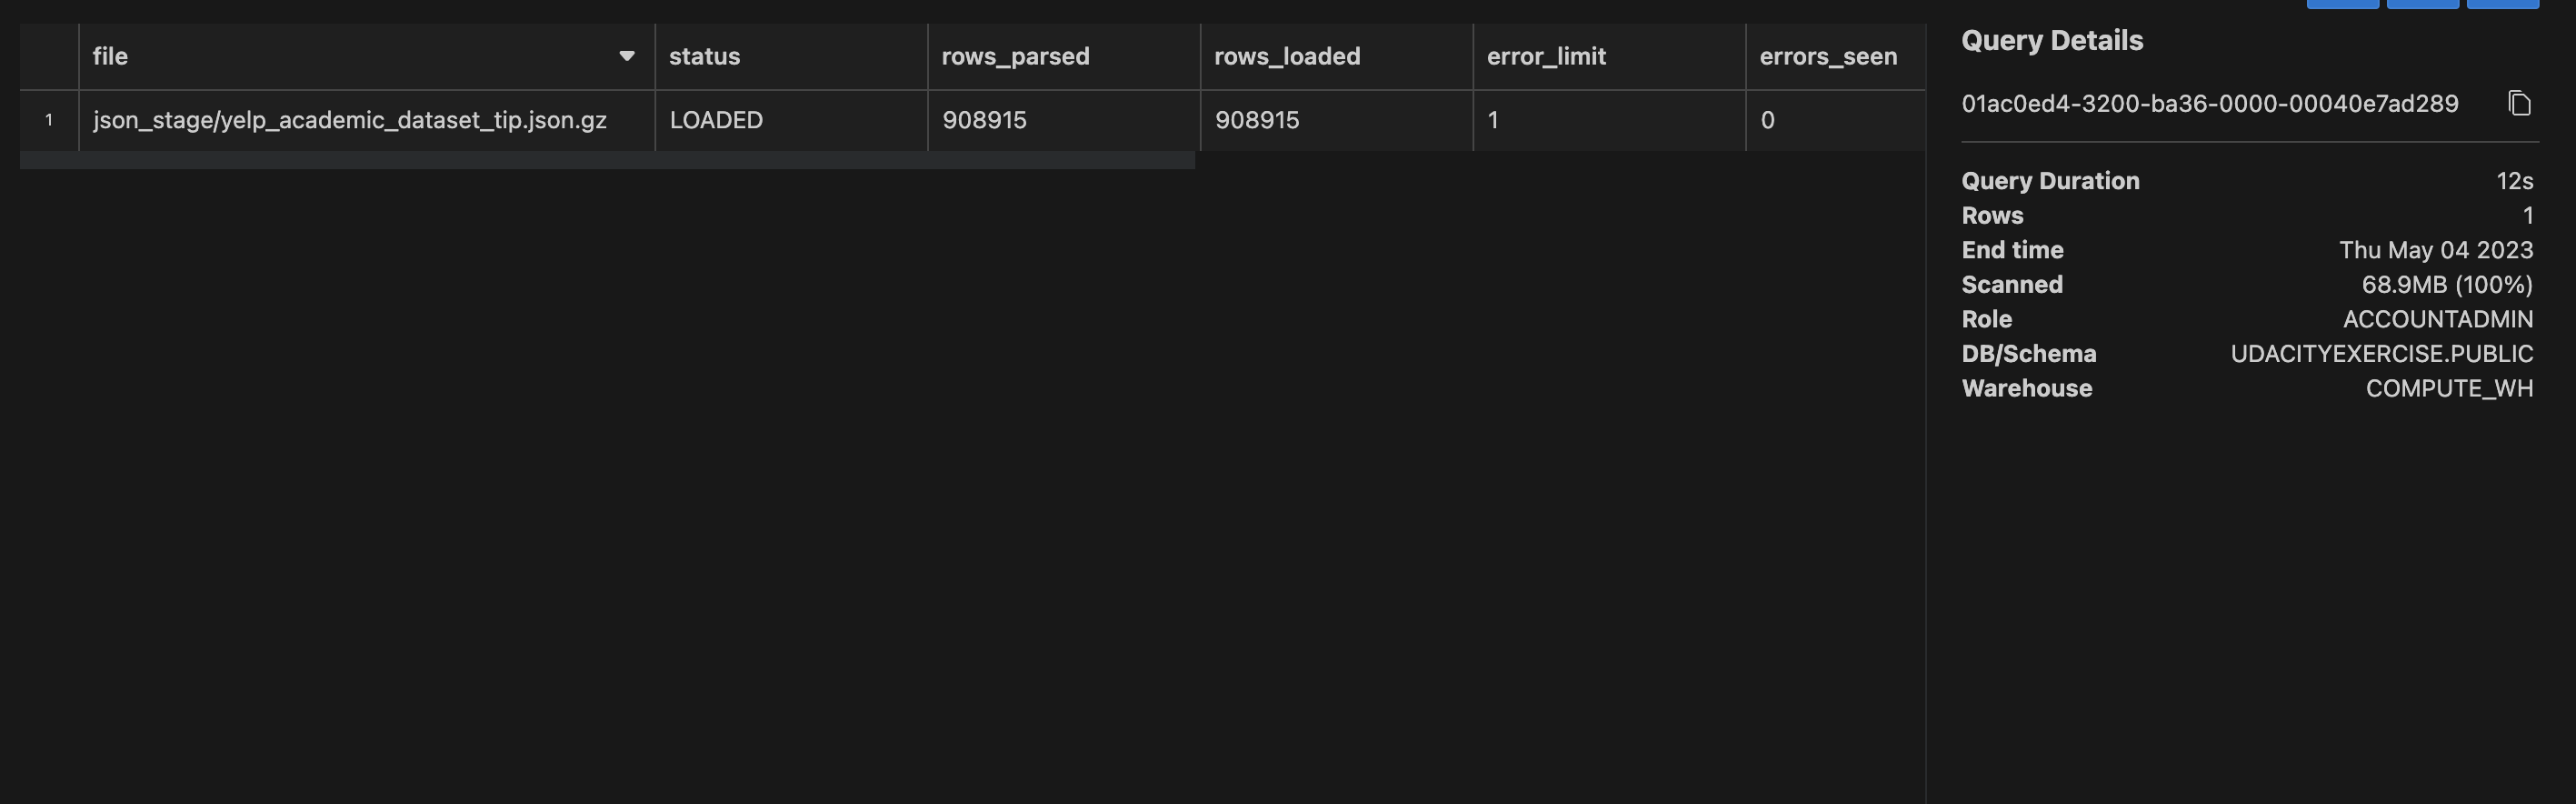 file status rows_parsed rows_loaded error_limit errors_seen
1 json_stage/yelp_academic_dataset_tip.json.gz LOADED 908915 908915 1 0
Query Details
01ac0ed4-3200-ba36-0000-00040e7ad289
Query Duration 12s
Rows 1
End time Thu May 04 2023
Scanned 68.9MB (100%)
Role ACCOUNTADMIN
DB/Schema UDACITYEXERCISE.PUBLIC
Warehouse COMPUTE_WH